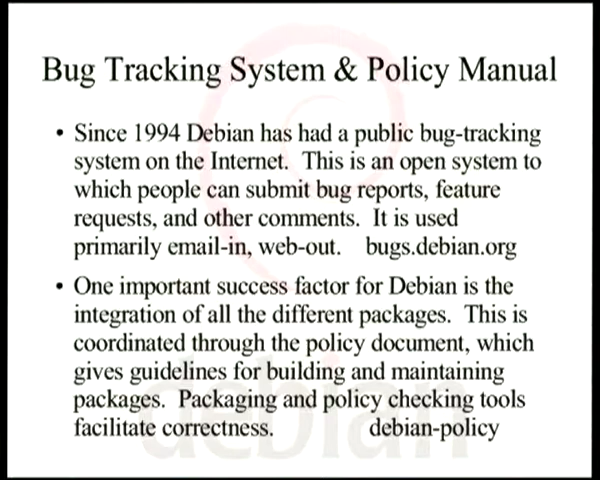 Bug Tracking System & Policy Manual
• Since 1994 Debian has had a public bug-tracking
system on the Internet.  This is an open system to
which people can submit bug reports, feature
requests, and other comments.  It is used
primarily email-in, web-out.    bugs.debian.org
• One important success factor for Debian is the
integration of all the different packages.  This is
coordinated through the policy document, which
gives guidelines for building and maintaining
packages.  Packaging and policy checking tools
facilitate correctness.    debian-policy
debian